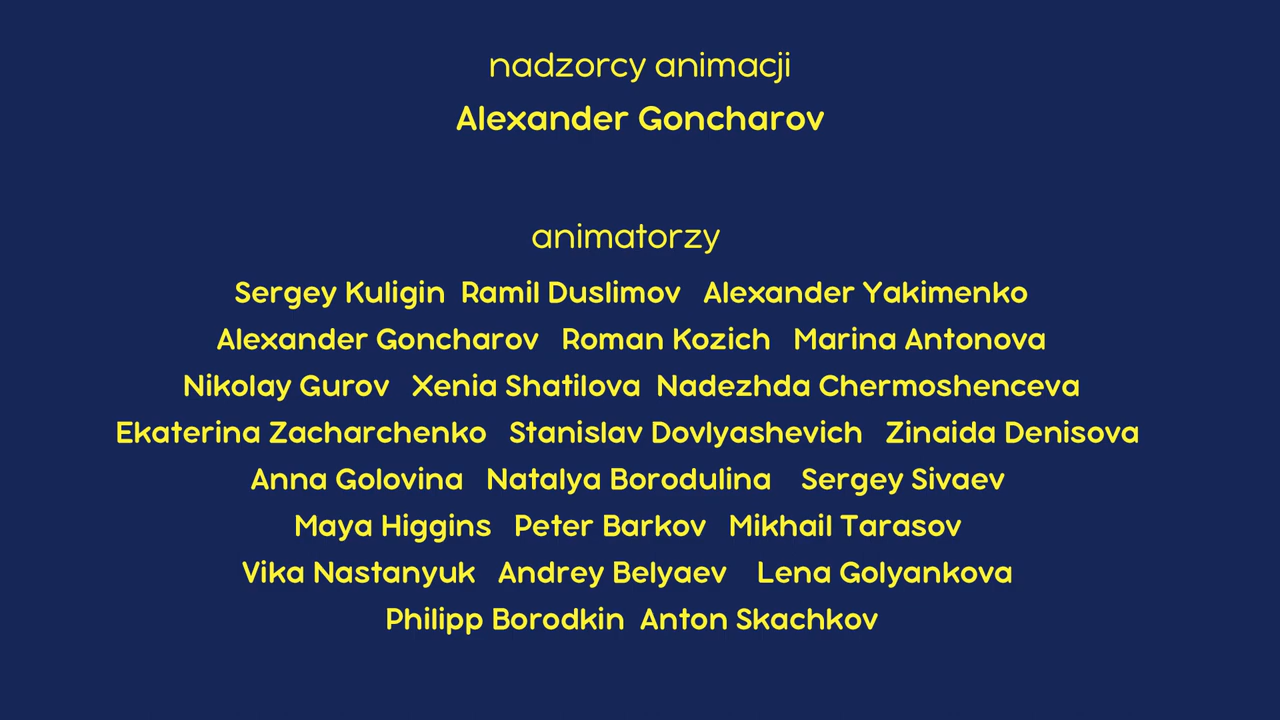 nadzorcy animacji
Alexander Goncharov
animatorzy
Sergey Kuligin Ramil Duslimov Alexander Yakimenko
Alexander Goncharov Roman Kozich Marina Antonova
Nikolay Gurov Xenia Shatilova Nadezhda Chermoshenceva
Ekaterina Zacharchenko Stanislav Dovlyashevich Zinaida Denisova
Anna Golovina Natalya Borodulina Sergey Sivaev
Maya Higgins Peter Barkov Mikhail Tarasov
Vika Nastanyuk Andrey Belyaev Lena Golyankova
Philipp Borodkin Anton Skachkov